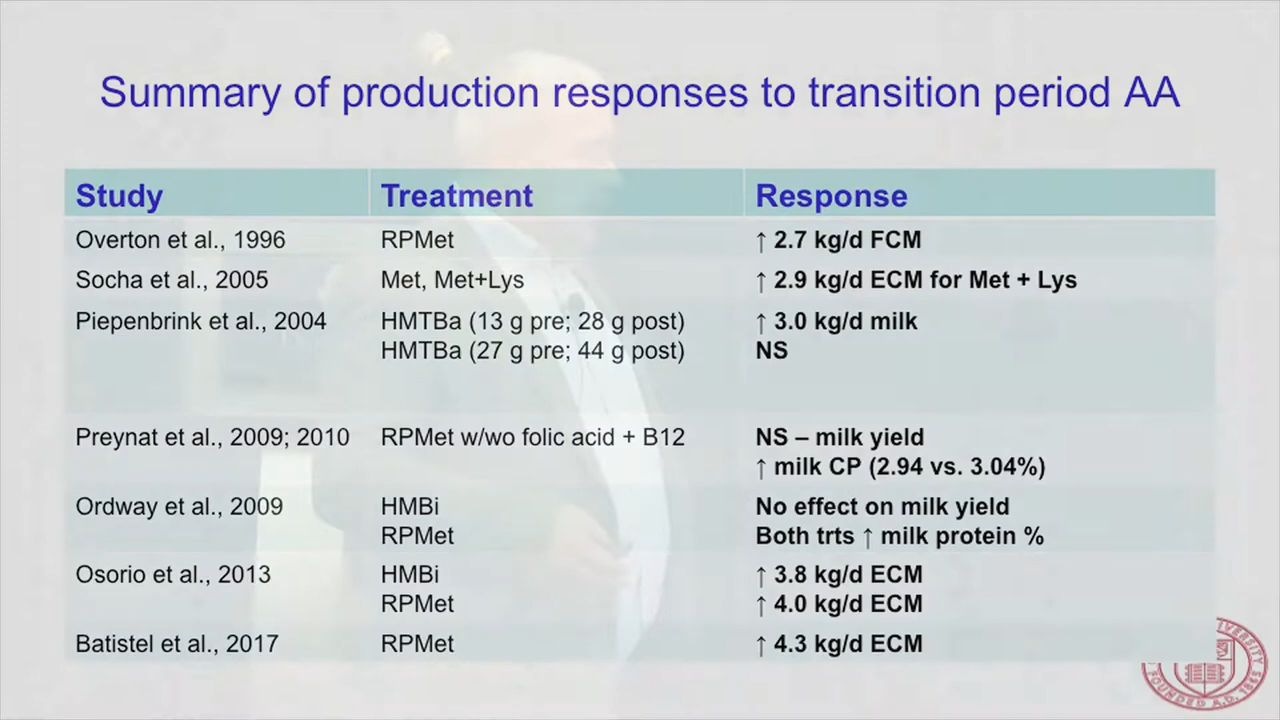 Summary of production responses to transition period AA
Study Treatment Response
Overton et al., 1996 RPMet ↑ 2.7 kg/d FCM
Socha et al., 2005 Met, Met+Lys ↑ 2.9 kg/d ECM for Met + Lys
Piepenbrink et al., 2004 HMTBa (13 g pre; 28 g post) ↑ 3.0 kg/d milk
HMTBa (27 g pre; 44 g post) NS
Preynat et al., 2009; 2010 RPMet w/wo folic acid + B12 NS – milk yield
↑ milk CP (2.94 vs. 3.04%)
Ordway et al., 2009 HMBi No effect on milk yield
RPMet Both trts ↑ milk protein %
Osorio et al., 2013 HMBi ↑ 3.8 kg/d ECM
RPMet ↑ 4.0 kg/d ECM
Batistel et al., 2017 RPMet ↑ 4.3 kg/d ECM
FOUNDED A.D. 1865